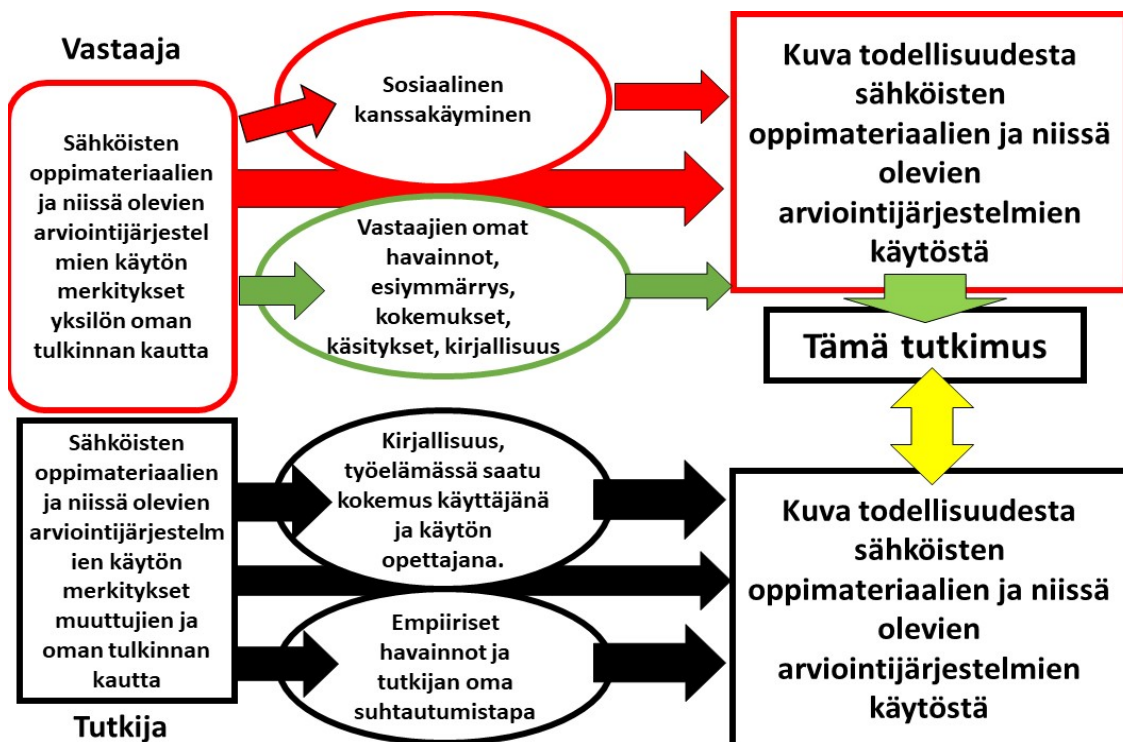 Vastaaja
Sähköisten
oppimateriaalien
ja niissä olevien
arviointijärjestel
mien käytön
merkitykset
yksilön oman
tulkinnan kautta
Sosiaalinen
kanssakäyminen
Vastaajien omat
havainnot,
esiymmärrys,
kokemukset,
käsitykset, kirjallisuus
Kuva todellisuudesta
sähköisten
oppimateriaalien ja niissä
olevien
arviointijärjestelmien
käytöstä
Tämä tutkimus
Sähköisten
oppimateriaalien
ja niissä olevien
arviointijärjestelm
ien käytön
merkitykset
muuttujien ja
oman tulkinnan
kautta
Tutkija
Kirjallisuus,
työelämässä saatu
kokemus käyttäjänä
ja käytön
opettajana.
Empiiriset
havainnot ja
tutkijan oma
suhtautumistapa
Kuva todellisuudesta
sähköisten
oppimateriaalien ja niissä
olevien
arviointijärjestelmien
käytöstä